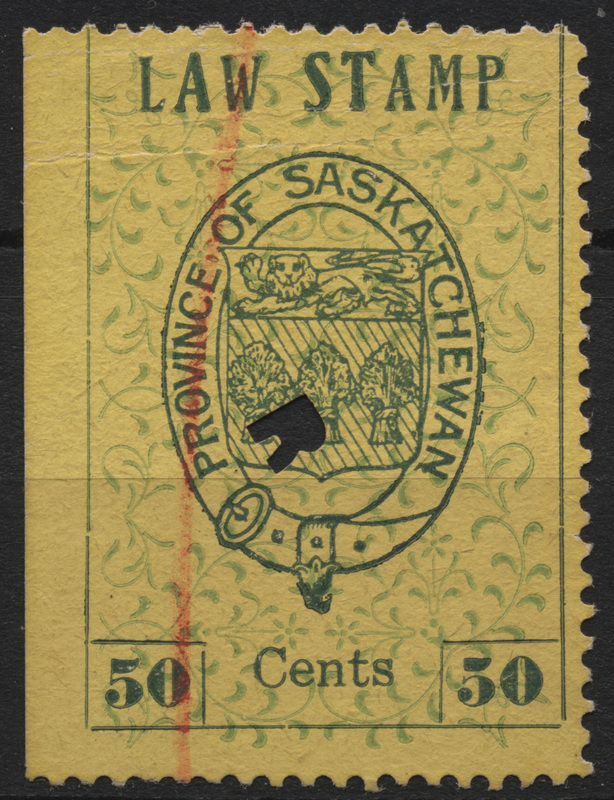 LAW STAMP
PROVINCE OF SASKATCHEWAN
50 Cents 50